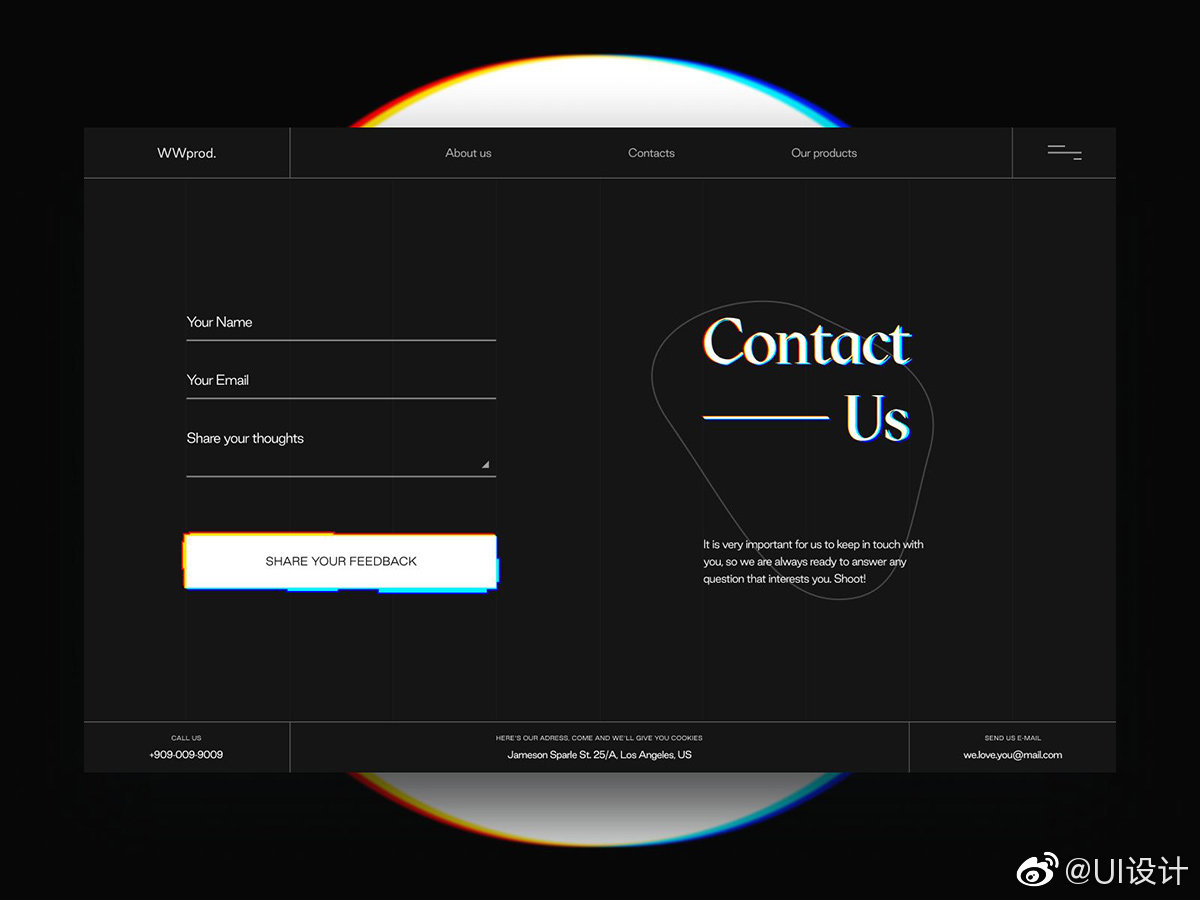 WWprod.
About us
Contacts
Our products
Your Name
Your Email
Share your thoughts
SHARE YOUR FEEDBACK
Contact
Us
It is very important for us to keep in touch with
you, so we are always ready to answer any
question that interests you. Shoot!
CALL US
+909-009-9009
HERE'S OUR ADRESS, COME AND WE'LL GIVE YOU COOKIES
Jameson Sparle St. 25/A, Los Angeles, US
SEND US E-MAIL
we.love.you@mail.com
@UI设计